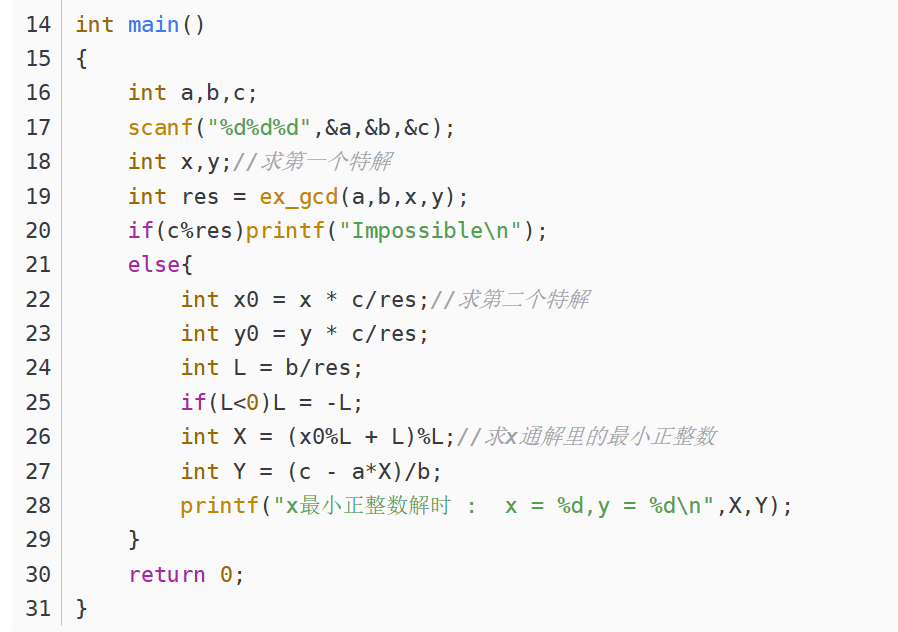 14 int main()
15 {
16     int a,b,c;
17     scanf("%d%d%d",&a,&b,&c);
18     int x,y;//求第一个特解
19     int res = ex_gcd(a,b,x,y);
20     if(c%res)printf("Impossible\n");
21     else{
22         int x0 = x * c/res;//求第二个特解
23         int y0 = y * c/res;
24         int L = b/res;
25         if(L<0)L = -L;
26         int X = (x0%L + L)%L;//求x通解里的最小正整数
27         int Y = (c - a*X)/b;
28         printf("x最小正整数解时 :  x = %d,y = %d\n",X,Y);
29     }
30     return 0;
31 }